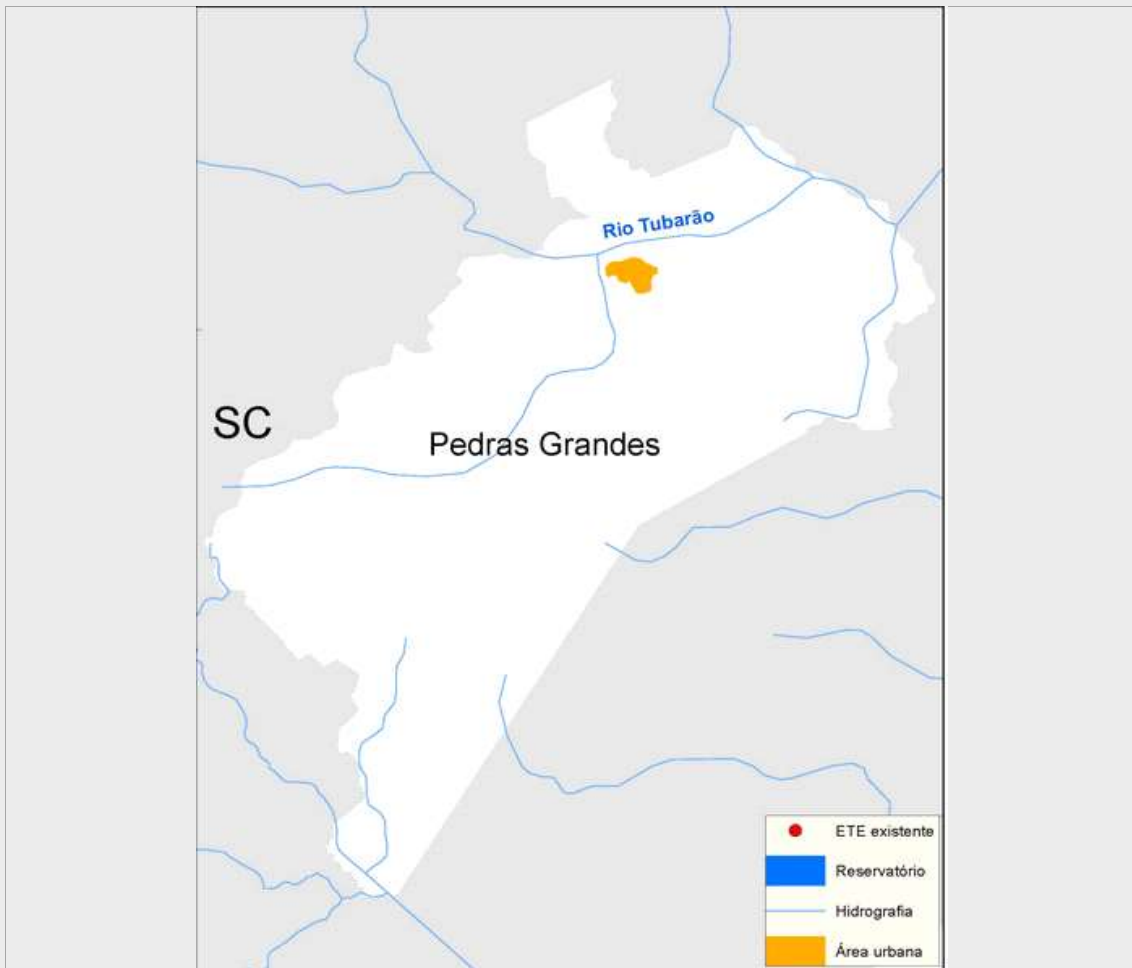 Rio Tubarão
SC
Pedras Grandes
ETE existente
Reservatório
Hidrografia
Área urbana